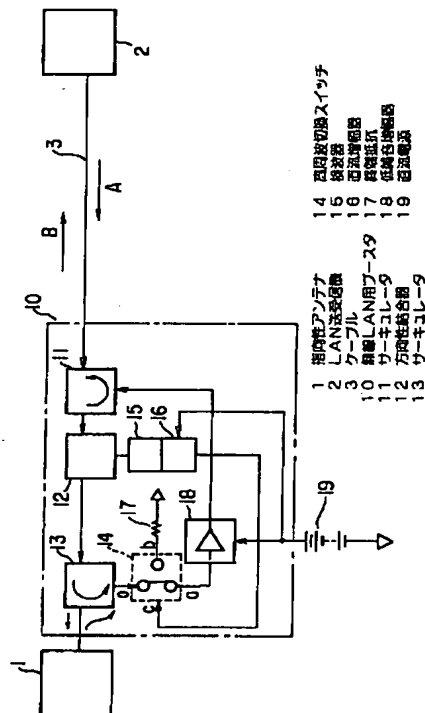 1
2
3
A
B
10
11
12
13
14
15
16
17
18
19
a
b
c
o
1 指向性アンテナ
2 LAN送受信機
3 ケーブル
10 無線LAN用ブースタ
11 サーキュレータ
12 方向性結合器
13 サーキュレータ
14 高周波切換スイッチ
15 検波器
16 直流増幅器
17 終端抵抗
18 低雑音増幅器
19 直流電源